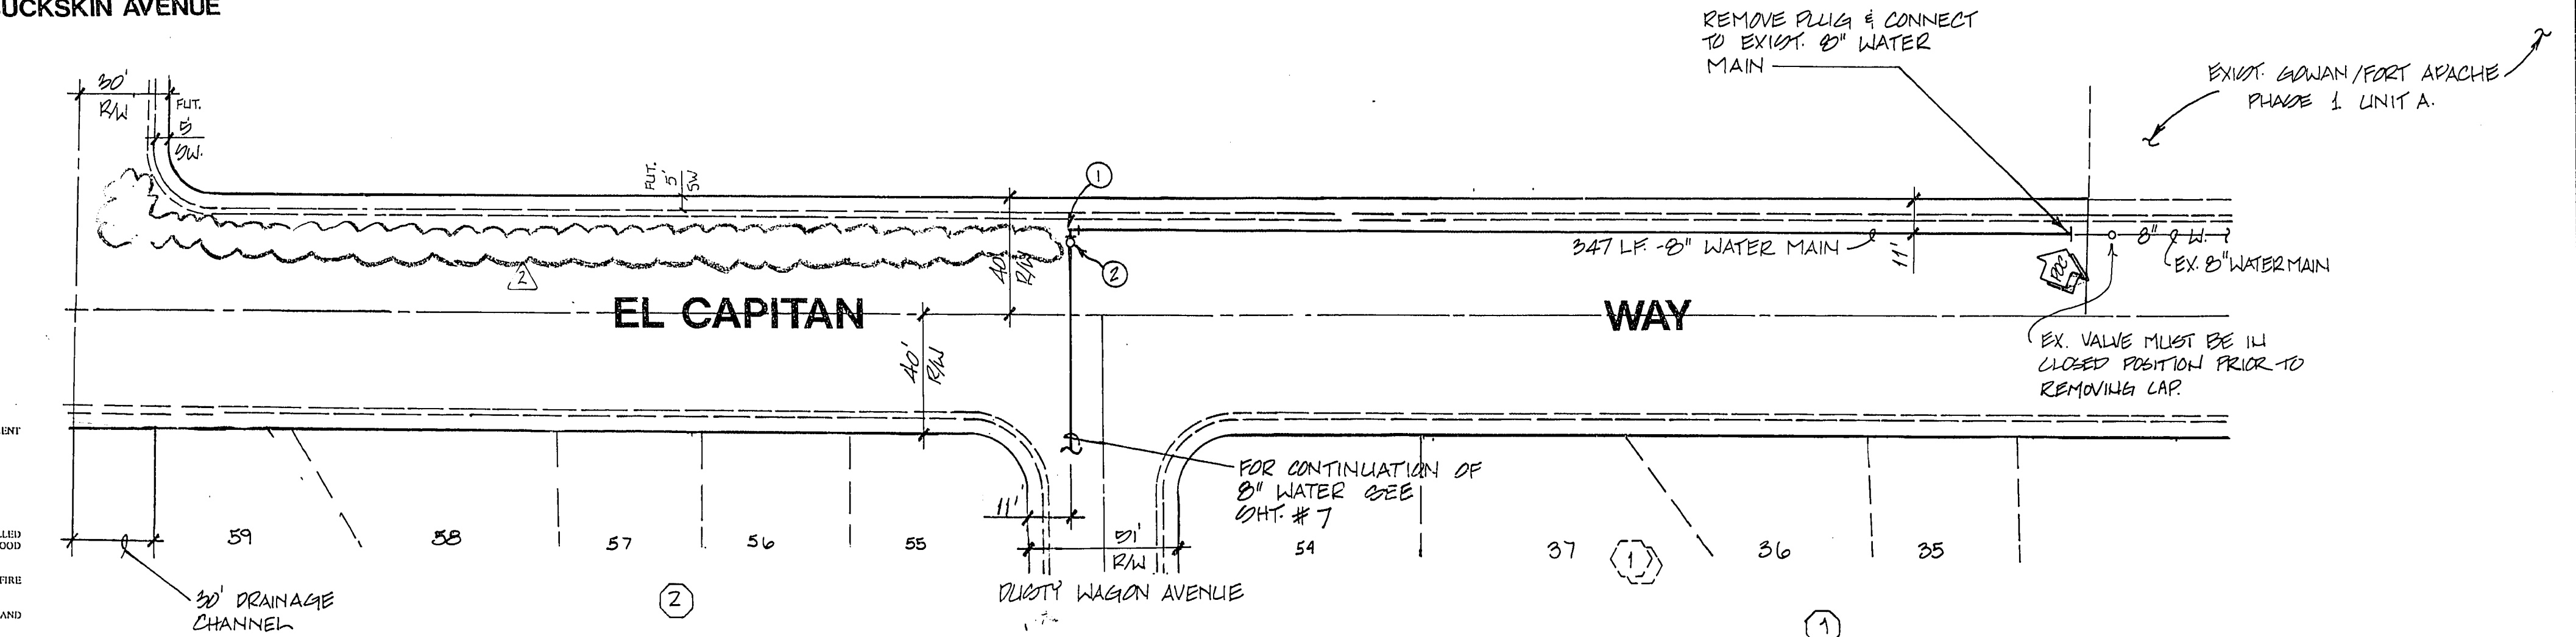 BUCKSKIN AVENUE
REMOVE PLUG & CONNECT
TO EXIST. 8" WATER
MAIN
EXIST. GOWAN/FORT APACHE
PHASE 1 UNIT A.
30'
R/W
FUT.
5'
SW.
FUT.
5'
SW
1
2
40'
R/W
347 LF. -8" WATER MAIN
11'
8" W.
EX. 8" WATER MAIN
POC
2
EL CAPITAN WAY
EX. VALVE MUST BE IN
CLOSED POSITION PRIOR TO
REMOVING CAP.
40'
R/W
FOR CONTINUATION OF
8" WATER SEE
SHT. # 7
11'
59 58 57 56 55
51'
R/W
54 37 1 36 35
DUSTY WAGON AVENUE
30' DRAINAGE
CHANNEL
2
1
FIRE
AND